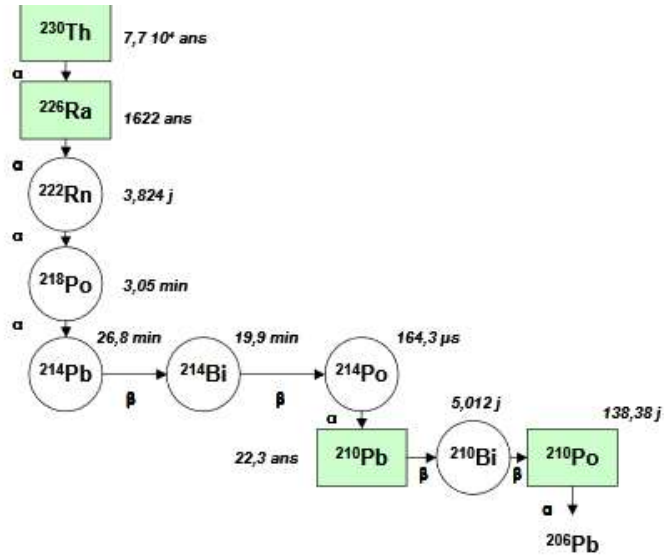 ²³⁰Th
7,7 10⁴ ans
α
²²⁶Ra
1622 ans
α
²²²Rn
3,824 j
α
²¹⁸Po
3,05 min
α
26,8 min
19,9 min
164,3 µs
²¹⁴Pb
²¹⁴Bi
²¹⁴Po
β
β
α
5,012 j
138,38 j
22,3 ans
²¹⁰Pb
²¹⁰Bi
²¹⁰Po
β
β
α
²⁰⁶Pb